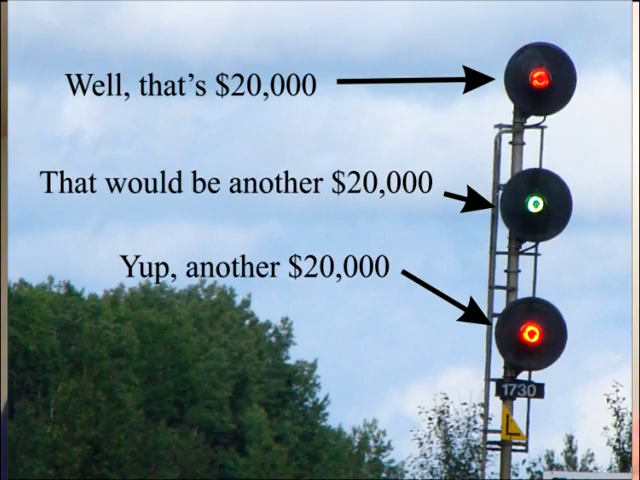 Well, that's $20,000
That would be another $20,000
Yup, another $20,000
1730
L